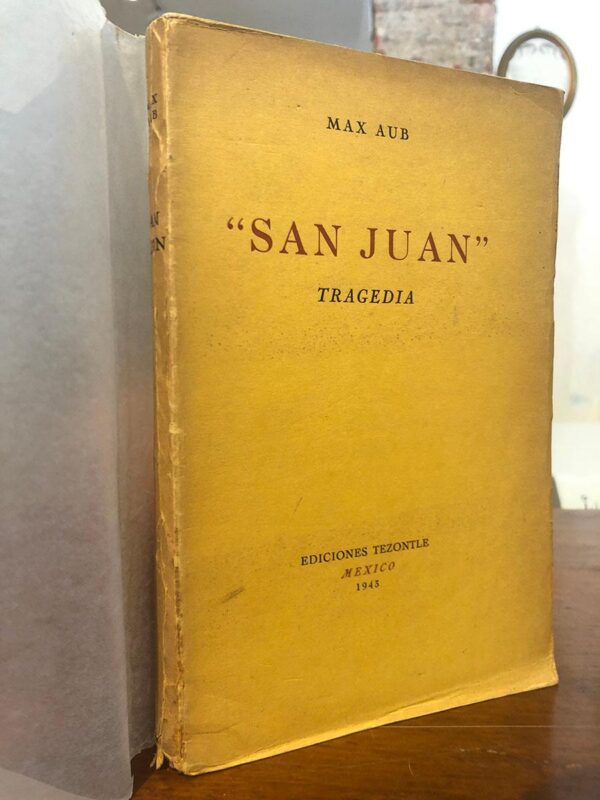 MAX AUB
"SAN JUAN"
TRAGEDIA
EDICIONES TEZONTLE
MEXICO
1943